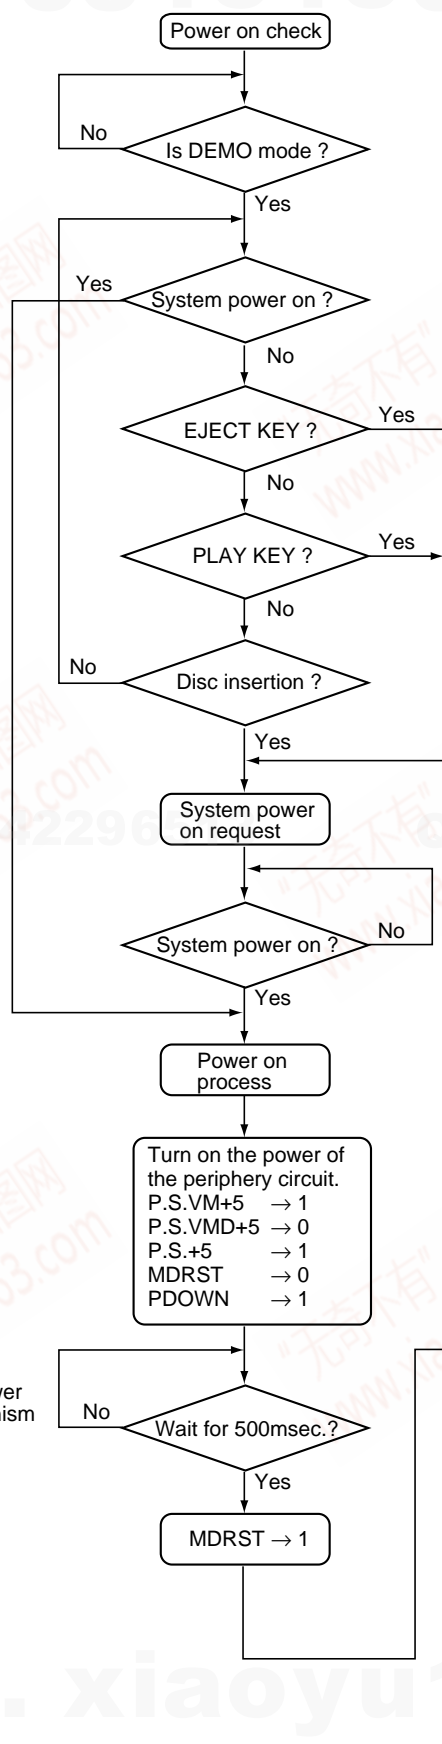 Power on check
No
Is DEMO mode ?
Yes
Yes
System power on ?
No
EJECT KEY ?
Yes
No
PLAY KEY ?
Yes
No
No
Disc insertion ?
Yes
System power
on request
System power on ?
No
Yes
Power on
process
Turn on the power of
the periphery circuit.
P.S.VM+5 → 1
P.S.VMD+5 → 0
P.S.+5 → 1
MDRST → 0
PDOWN → 1
No
Wait for 500msec.?
Yes
MDRST → 1